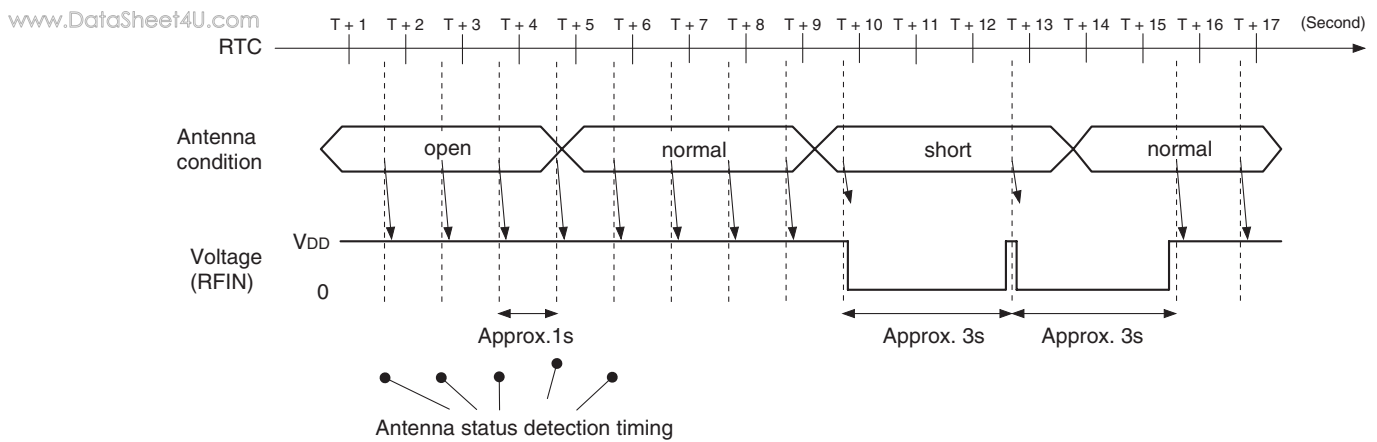 www.DataSheet4U.com
T + 1 T + 2 T + 3 T + 4 T + 5 T + 6 T + 7 T + 8 T + 9 T + 10 T + 11 T + 12 T + 13 T + 14 T + 15 T + 16 T + 17 (Second)
RTC
Antenna condition
open normal short normal
VDD
Voltage (RFIN)
0
Approx.1s Approx. 3s Approx. 3s
Antenna status detection timing